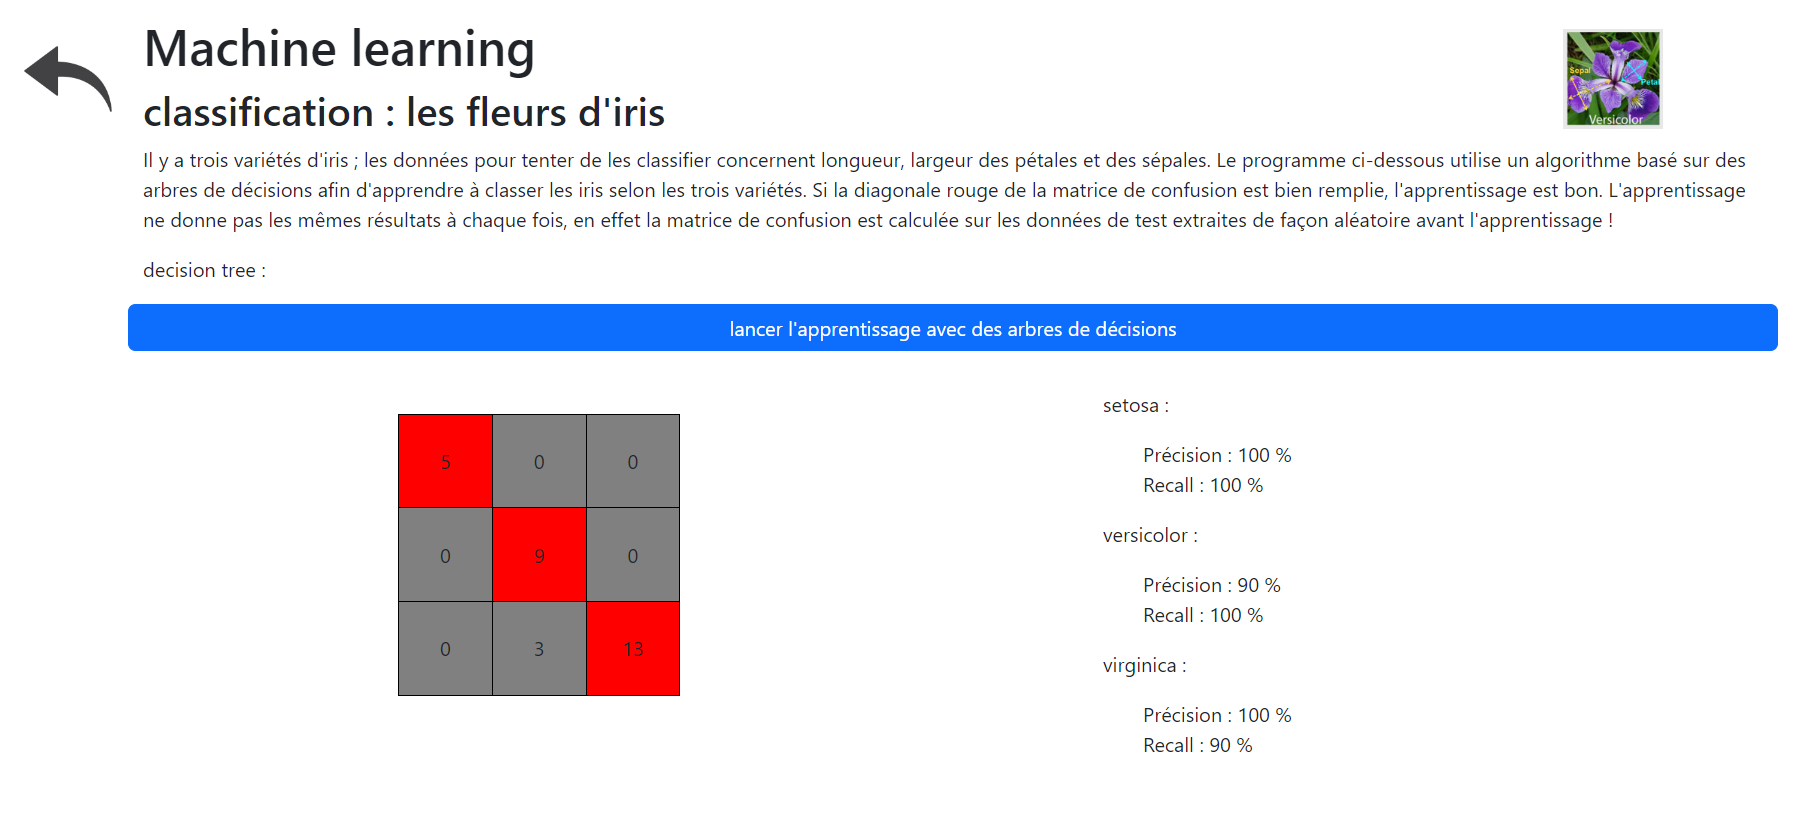 Machine learning
classification : les fleurs d'iris
Sepal
Petal
Versicolor
Il y a trois variétés d'iris ; les données pour tenter de les classifier concernent longueur, largeur des pétales et des sépales. Le programme ci-dessous utilise un algorithme basé sur des
arbres de décisions afin d'apprendre à classer les iris selon les trois variétés. Si la diagonale rouge de la matrice de confusion est bien remplie, l'apprentissage est bon. L'apprentissage
ne donne pas les mêmes résultats à chaque fois, en effet la matrice de confusion est calculée sur les données de test extraites de façon aléatoire avant l'apprentissage !
decision tree :
lancer l'apprentissage avec des arbres de décisions
5 0 0
0 9 0
0 3 13
setosa :
Précision : 100 %
Recall : 100 %
versicolor :
Précision : 90 %
Recall : 100 %
virginica :
Précision : 100 %
Recall : 90 %